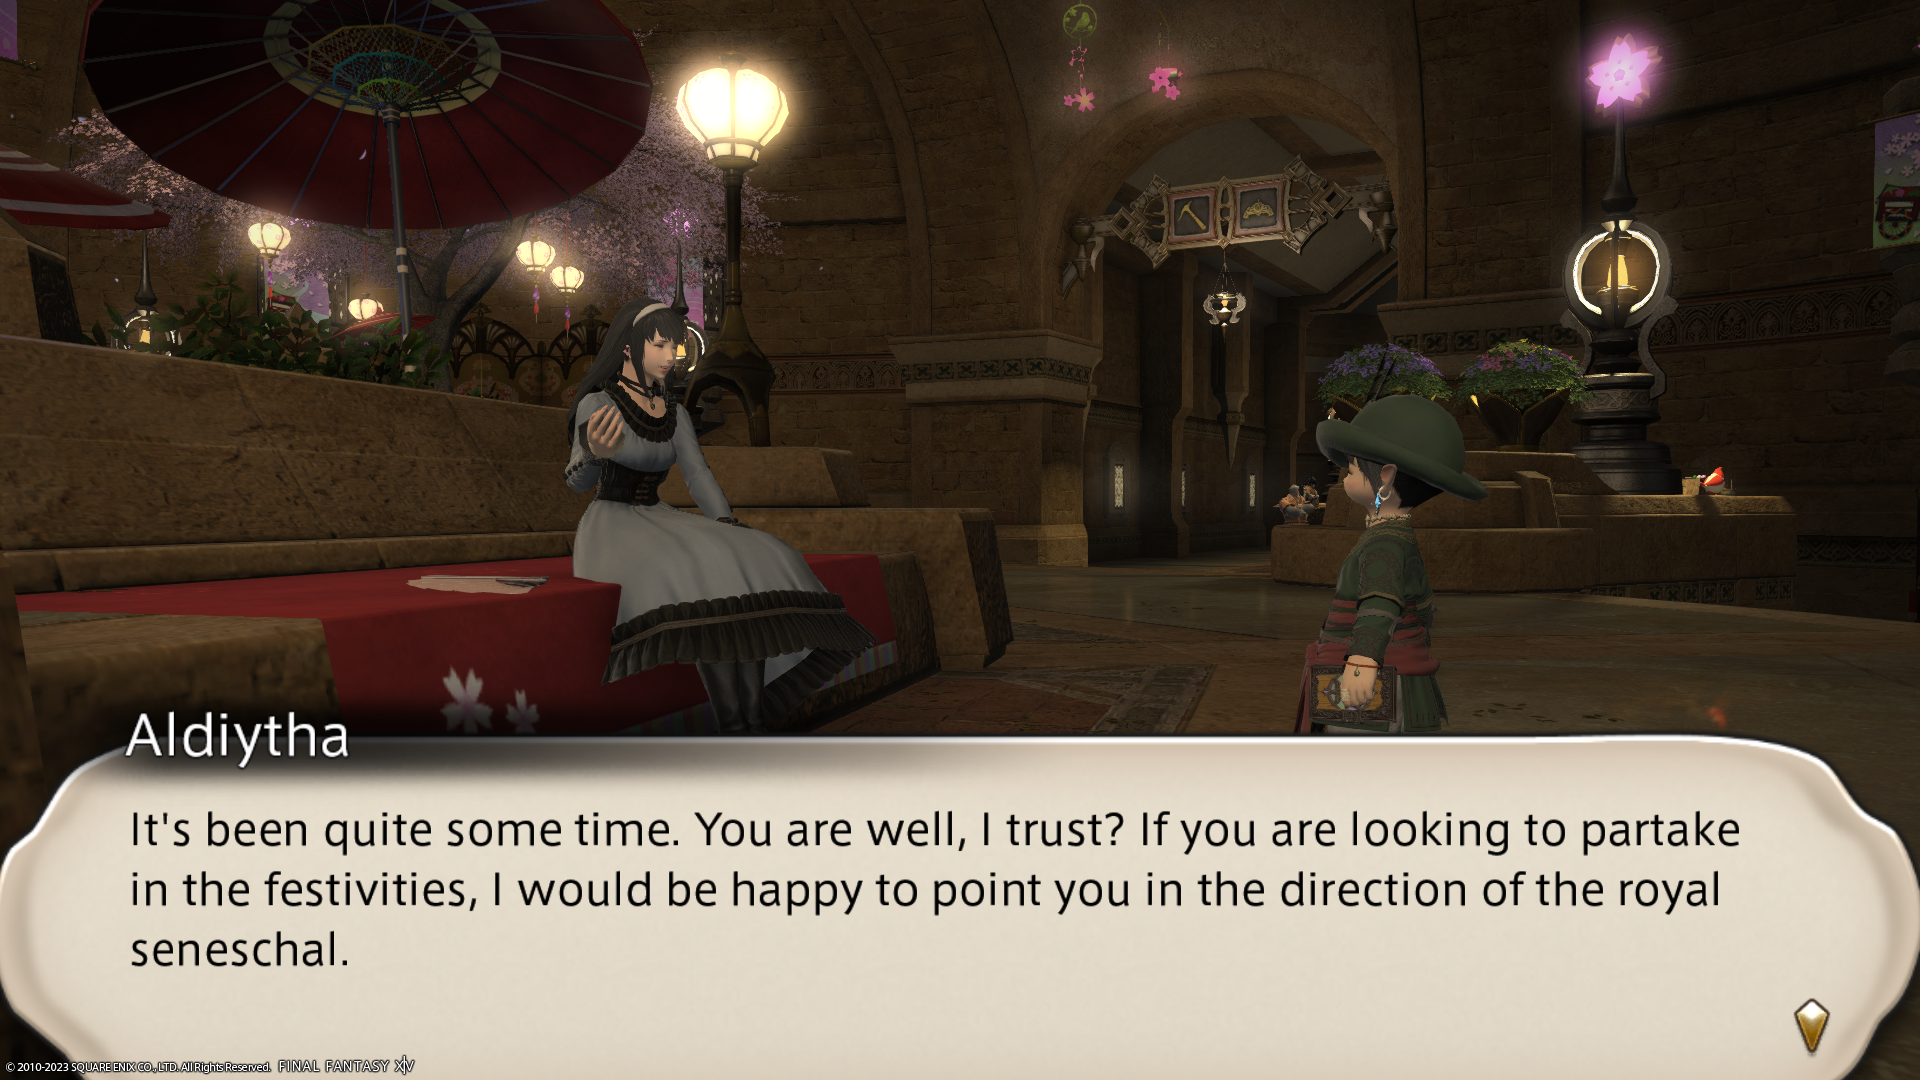 Aldiytha
It's been quite some time. You are well, I trust? If you are looking to partake
in the festivities, I would be happy to point you in the direction of the royal
seneschal.
© 2010-2023 SQUARE ENIX CO., LTD. All Rights Reserved. FINAL FANTASY XIV